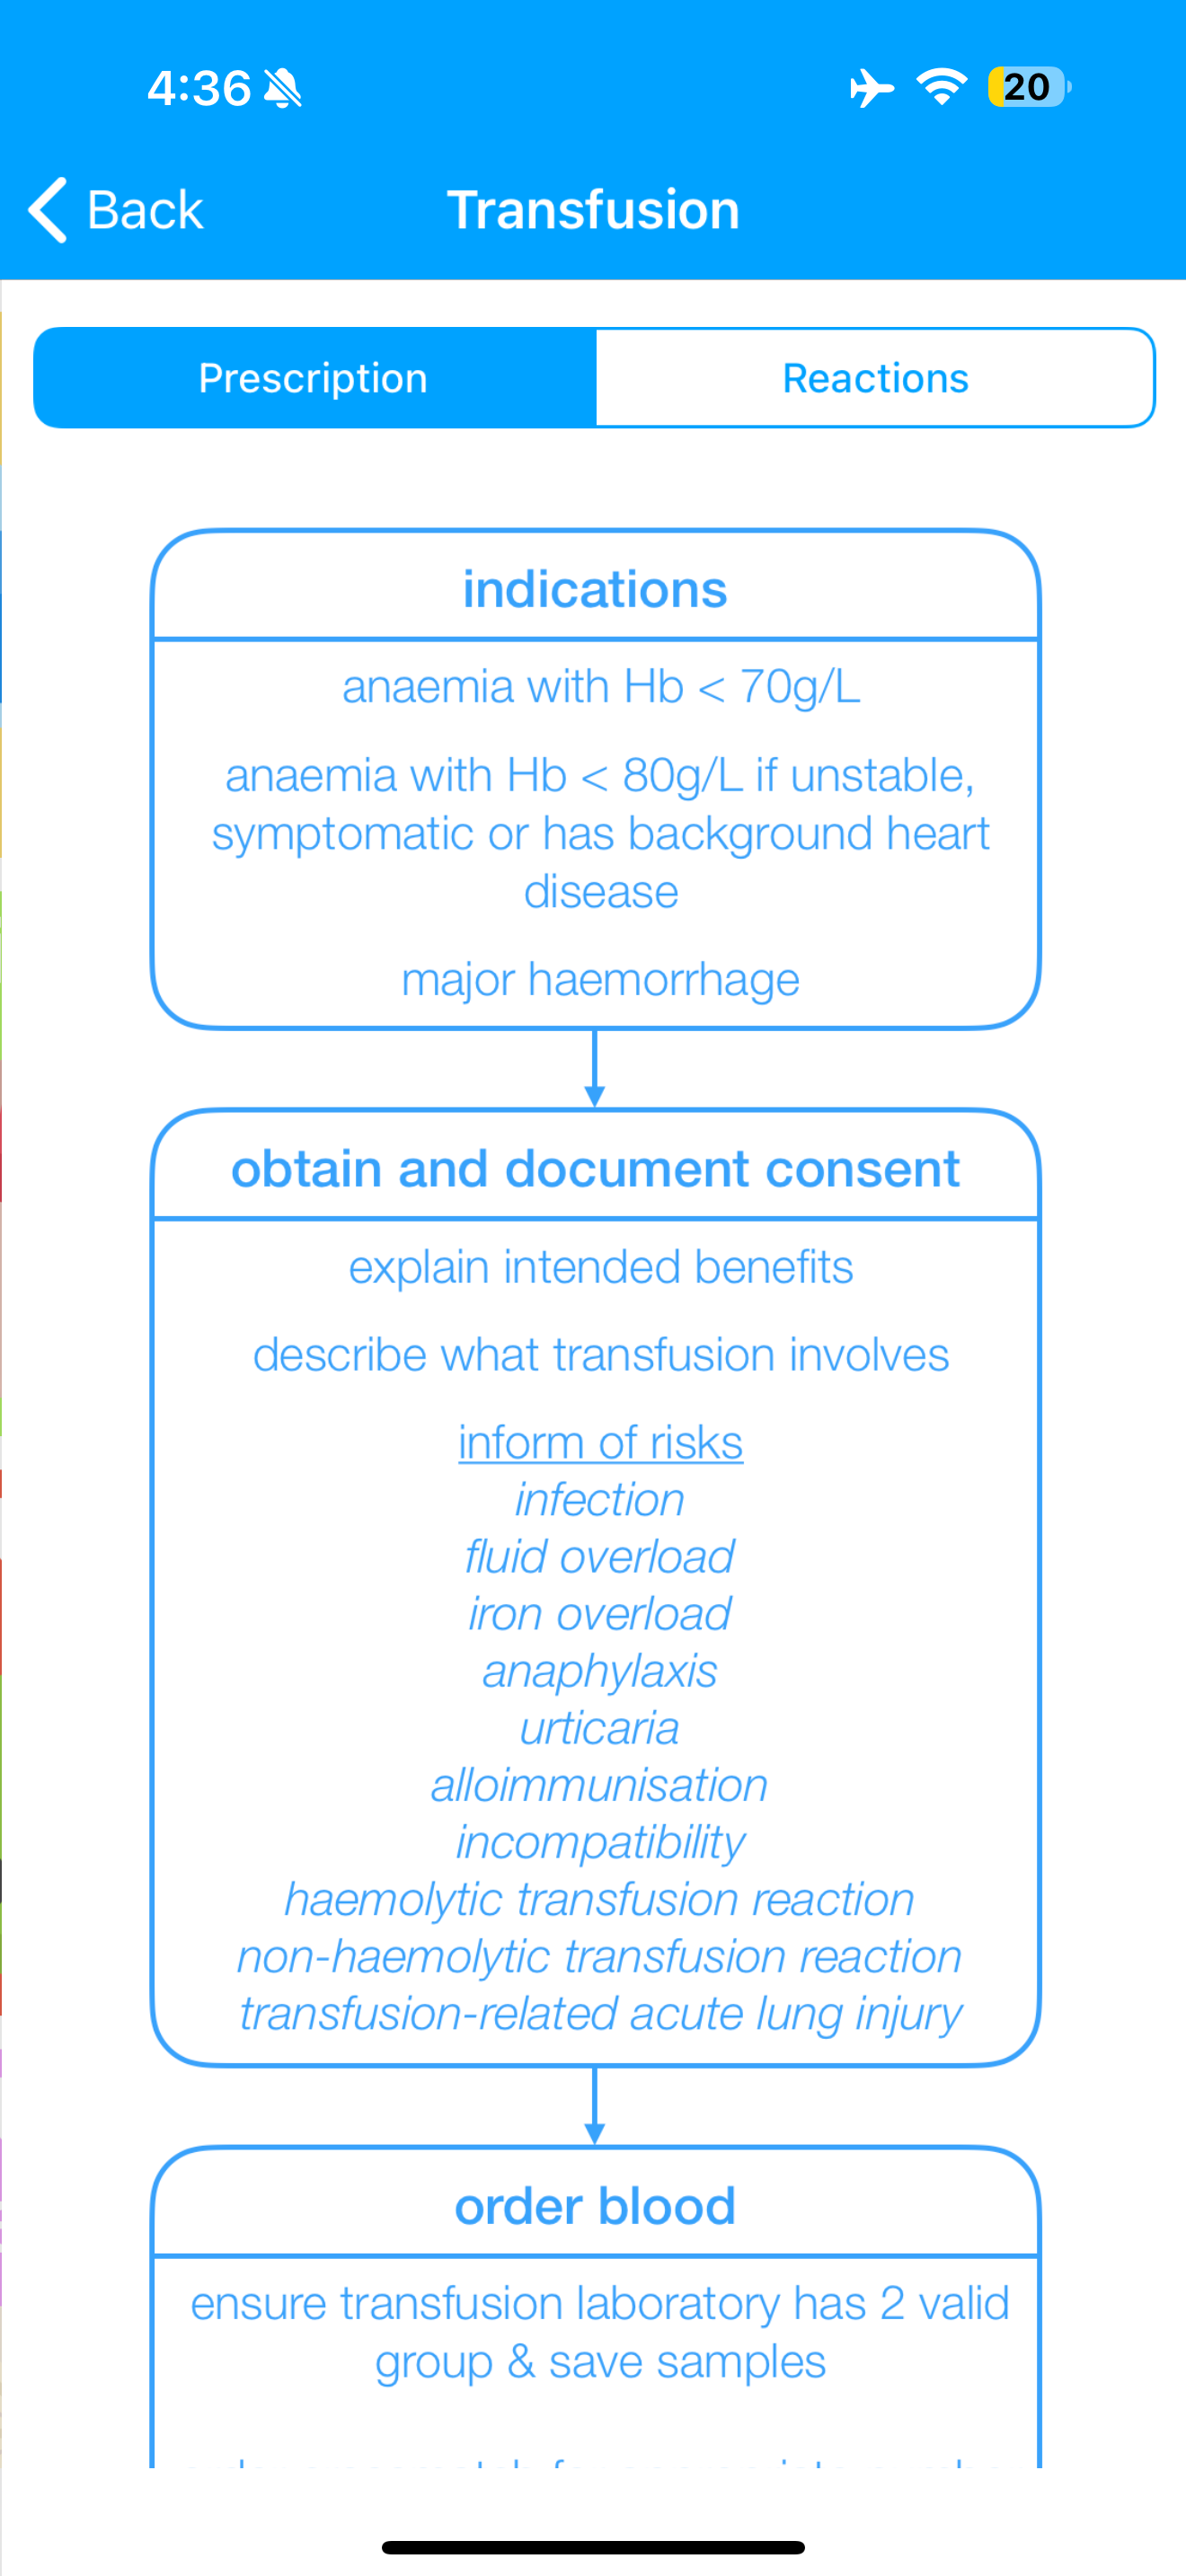 4:36
20
Back
Transfusion
Prescription
Reactions
indications
anaemia with Hb < 70g/L
anaemia with Hb < 80g/L if unstable,
symptomatic or has background heart
disease
major haemorrhage
obtain and document consent
explain intended benefits
describe what transfusion involves
inform of risks
infection
fluid overload
iron overload
anaphylaxis
urticaria
alloimmunisation
incompatibility
haemolytic transfusion reaction
non-haemolytic transfusion reaction
transfusion-related acute lung injury
order blood
ensure transfusion laboratory has 2 valid
group & save samples